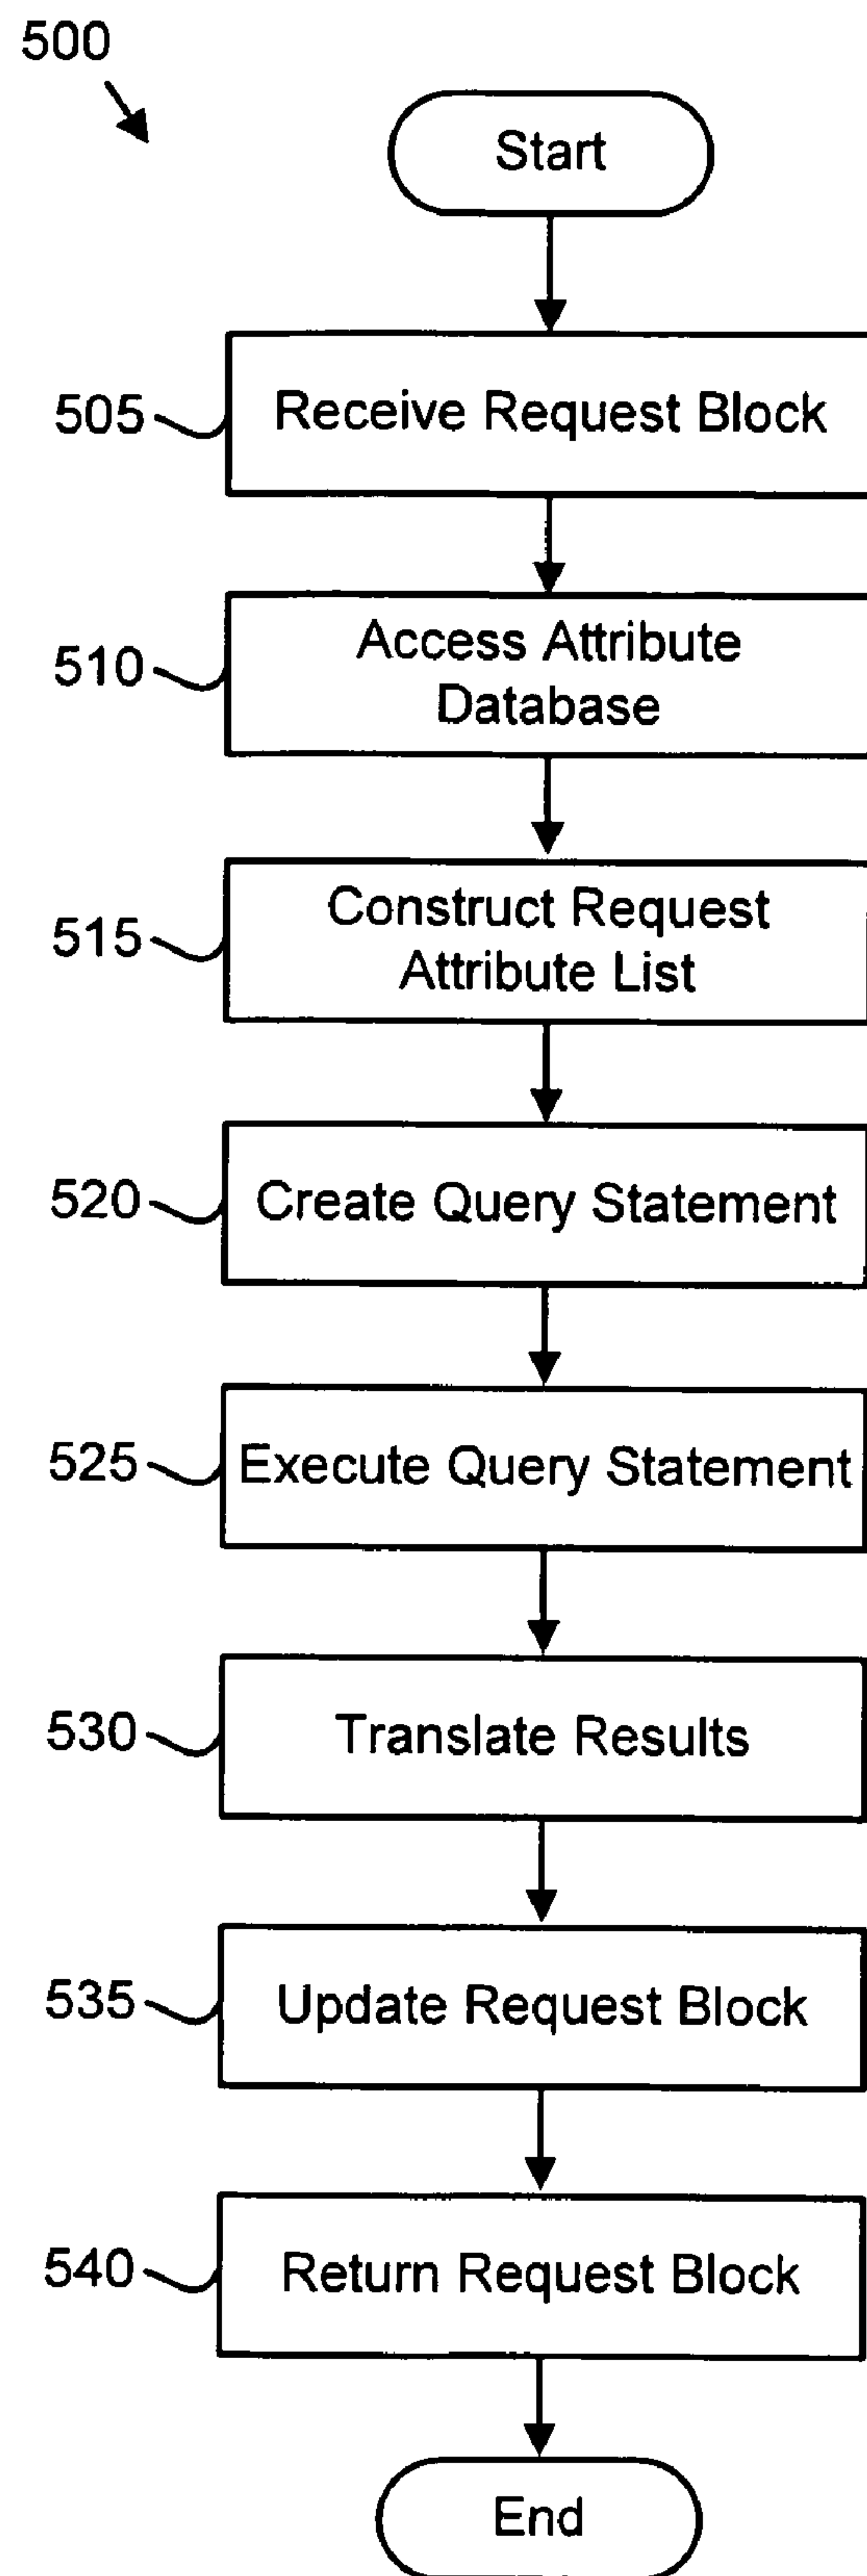 500
Start
505
Receive Request Block
510
Access Attribute
Database
515
Construct Request
Attribute List
520
Create Query Statement
525
Execute Query Statement
530
Translate Results
535
Update Request Block
540
Return Request Block
End